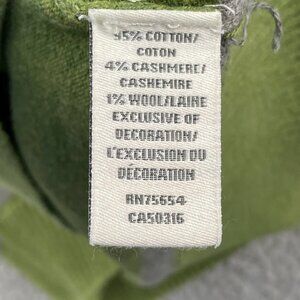 95% COTTON/
COTON
4% CASHMERE/
CASHEMIRE
1% WOOL/LAINE
EXCLUSIVE OF
DECORATION/
L'EXCLUSION DU
DÉCORATION
RN75654
CA50316